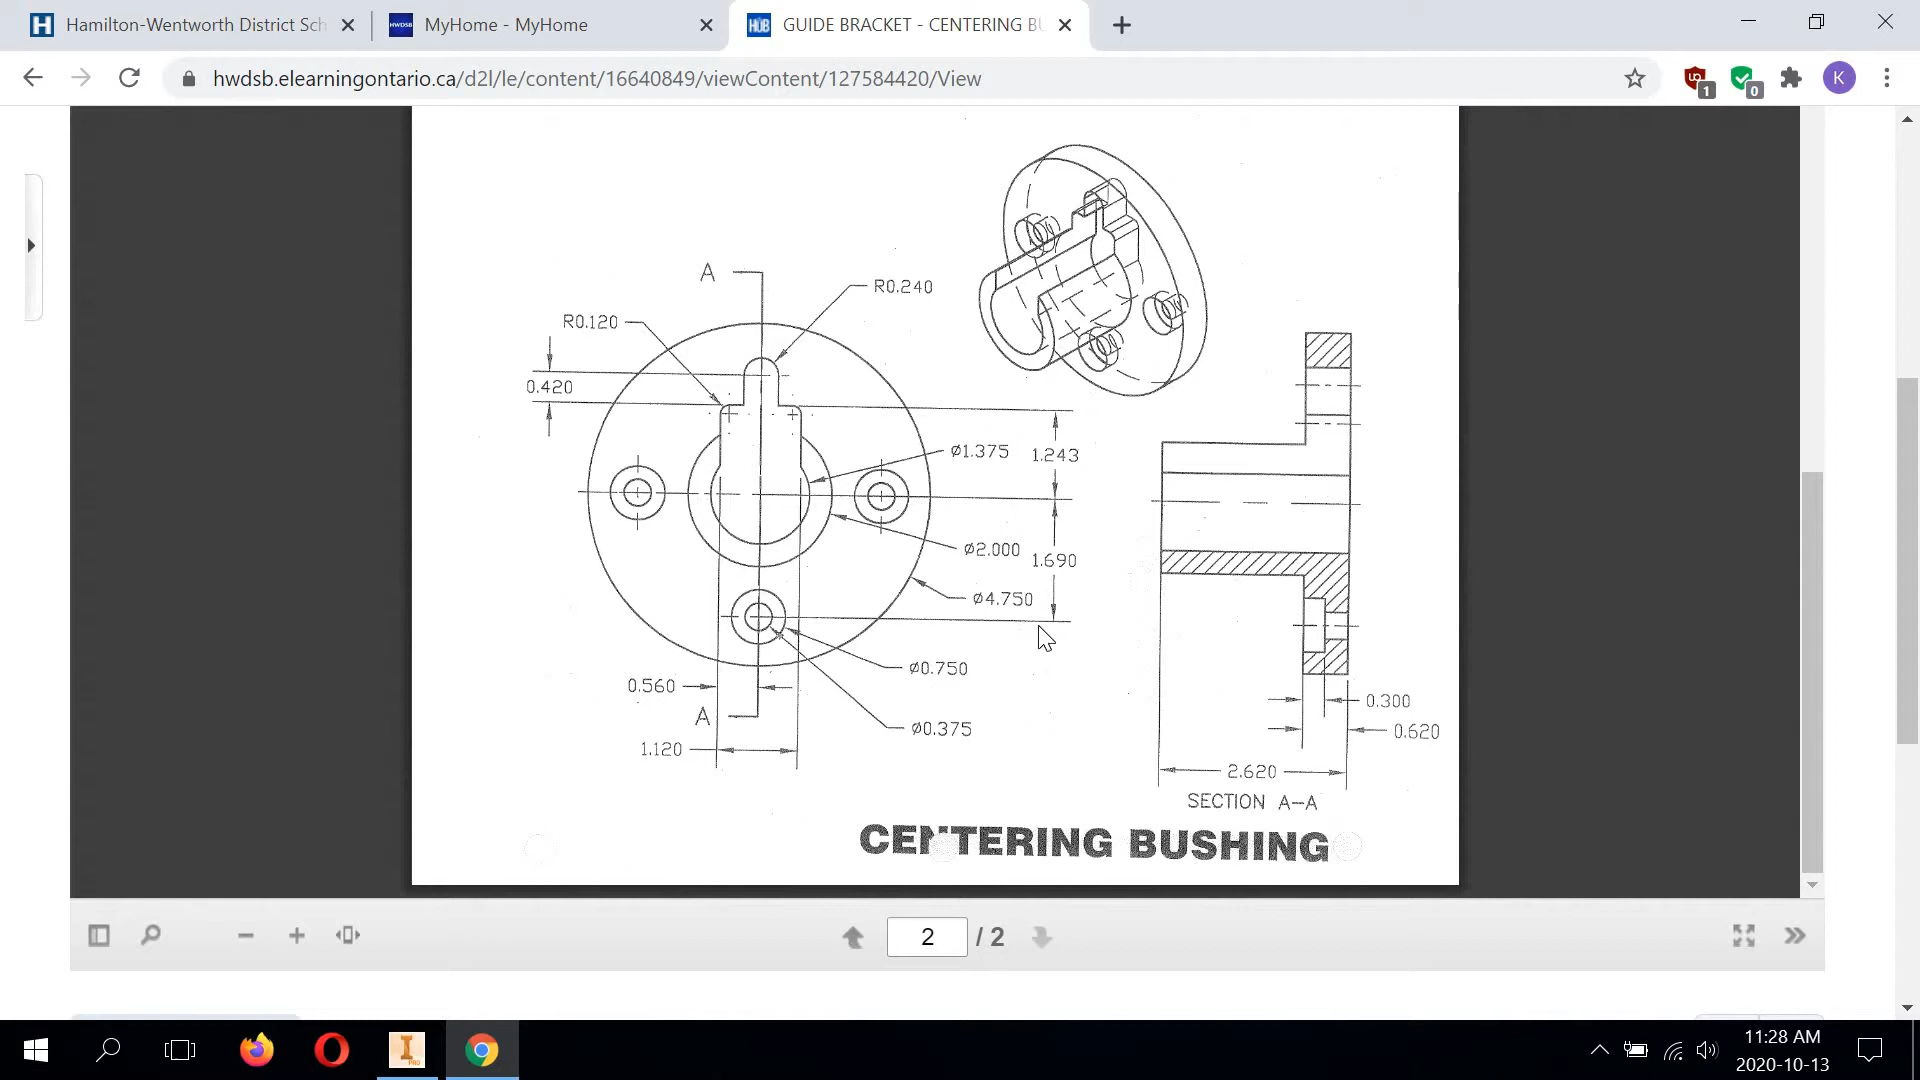 Hamilton-Wentworth District Sch
MyHome - MyHome
GUIDE BRACKET - CENTERING BU
hwdsb.elearningontario.ca/d2l/le/content/16640849/viewContent/127584420/View
1
0
K
A
R0.240
R0.120
0.420
Ø1.375
1.243
Ø2.000
1.690
Ø4.750
Ø0.750
0.560
A
Ø0.375
1.120
0.300
0.620
2.620
SECTION A-A
CENTERING BUSHING
2 / 2
11:28 AM
2020-10-13